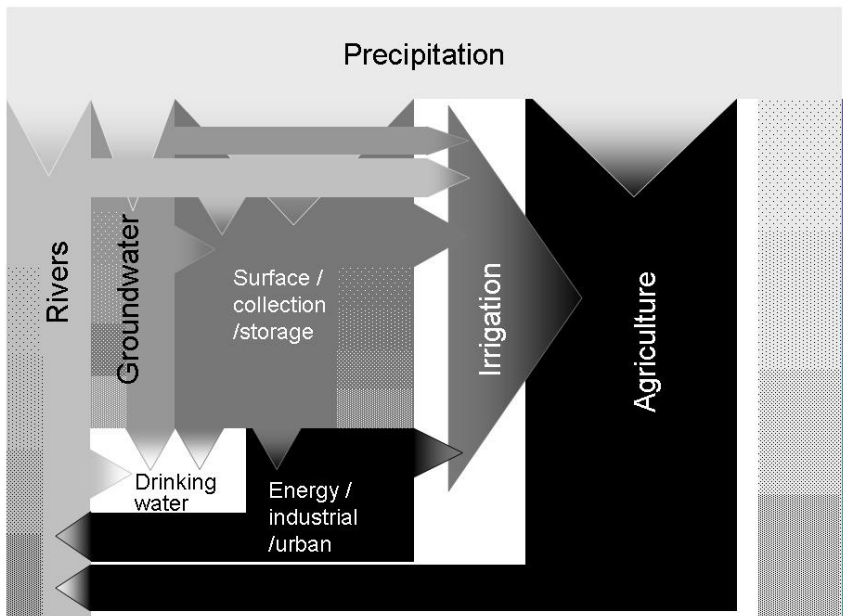 Precipitation
Rivers
Groundwater
Surface /
collection
/storage
Irrigation
Agriculture
Drinking
water
Energy /
industrial
/urban